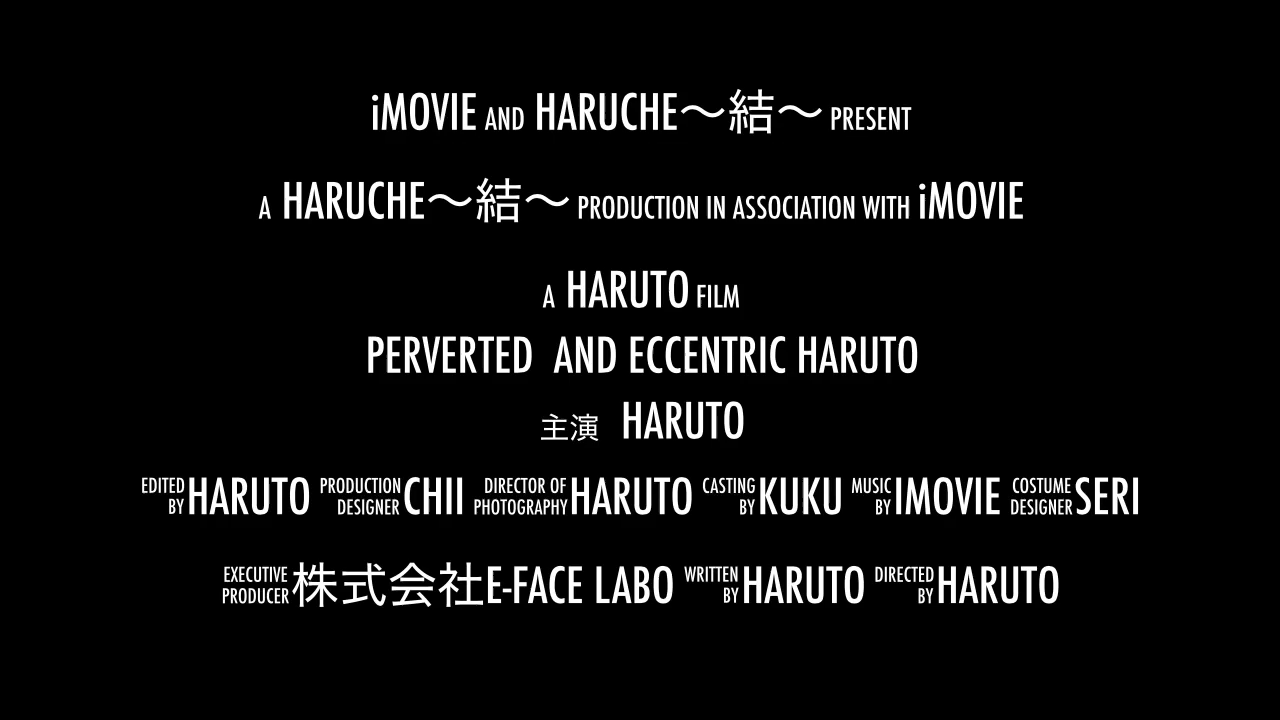 iMOVIE AND HARUCHE〜結〜 PRESENT
A HARUCHE〜結〜 PRODUCTION IN ASSOCIATION WITH iMOVIE
A HARUTO FILM
PERVERTED AND ECCENTRIC HARUTO
主演 HARUTO
EDITED BY HARUTO PRODUCTION DESIGNER CHII DIRECTOR OF PHOTOGRAPHY HARUTO CASTING BY KUKU MUSIC BY IMOVIE COSTUME DESIGNER SERI
EXECUTIVE PRODUCER 株式会社E-FACE LABO WRITTEN BY HARUTO DIRECTED BY HARUTO